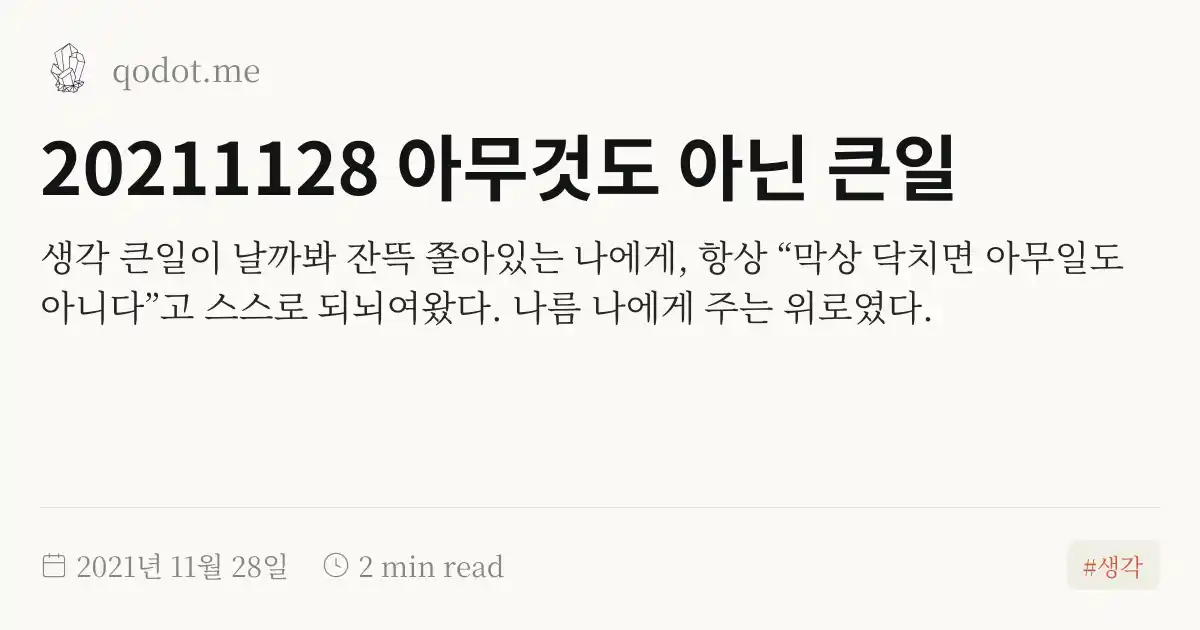 qodot.me
20211128 아무것도 아닌 큰일
생각 큰일이 날까봐 잔뜩 쫄아있는 나에게, 항상 “막상 닥치면 아무일도
아니다”고 스스로 되뇌여왔다. 나름 나에게 주는 위로였다.
2021년 11월 28일 2 min read #생각